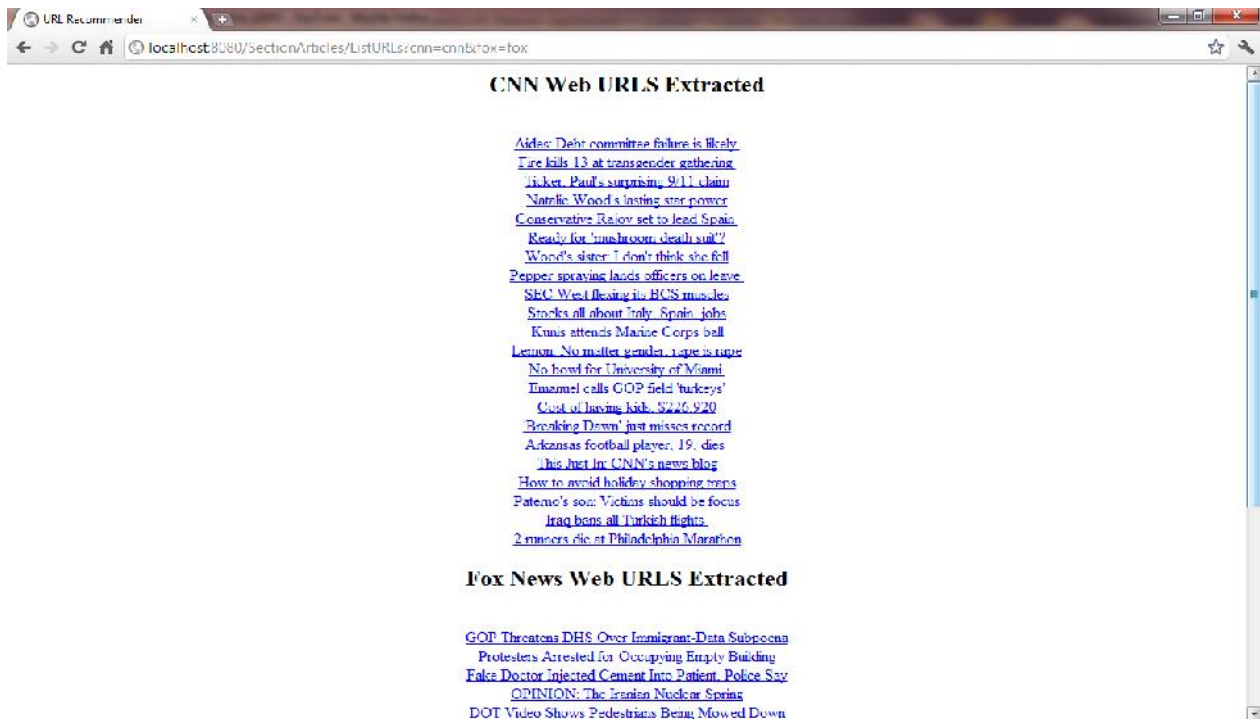 URL Recommender
localhost:8080/SectionArticles/ListURLs?cnn=cnn&fox=fox
CNN Web URLS Extracted
Aides: Debt committee failure is likely
Fire kills 13 at transgender gathering
Ticker: Paul's surprising 9/11 claim
Natalie Wood's lasting star power
Conservative Rajoy set to lead Spain
Ready for 'mushroom death suit'?
Wood's sister: I don't think she fell
Pepper spraying lands officers on leave
SEC West flexing its BCS muscles
Stocks all about Italy, Spain, jobs
Kunis attends Marine Corps ball
Lemon: No matter gender, rape is rape
No bowl for University of Miami
Emanuel calls GOP field 'turkeys'
Cost of having kids: $226,920
'Breaking Dawn' just misses record
Arkansas football player, 19, dies
This Just In: CNN's news blog
How to avoid holiday shopping traps
Paterno's son: Victims should be focus
Iraq bans all Turkish flights
2 runners die at Philadelphia Marathon
Fox News Web URLS Extracted
GOP Threatens DHS Over Immigrant-Data Subpoena
Protesters Arrested for Occupying Empty Building
Fake Doctor Injected Cement Into Patient, Police Say
OPINION: The Iranian Nuclear Spring
DOT Video Shows Pedestrians Being Mowed Down